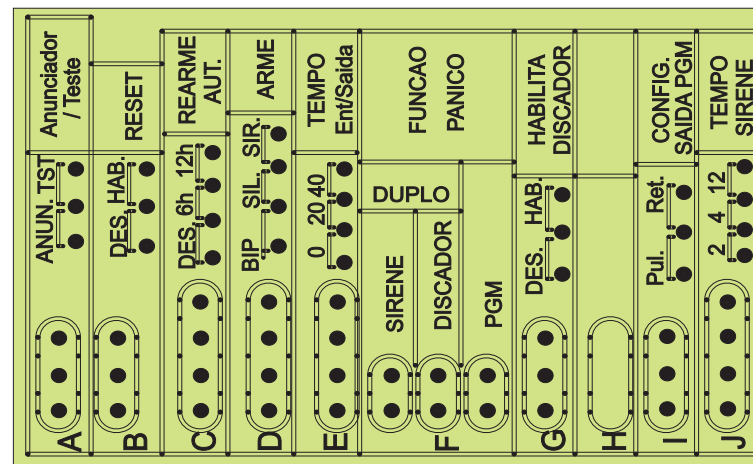 Anunciador
/ Teste
ANUN. TST
A
RESET
DES. HAB.
B
REARME
AUT.
DES. 6h 12h
C
ARME
BIP SIL. SIR.
D
TEMPO
Ent/Saida
0 20 40
E
FUNCAO
PANICO
DUPLO
SIRENE
DISCADOR
PGM
F
HABILITA
DISCADOR
DES. HAB.
G
H
CONFIG.
SAIDA PGM
Pul. Ret.
I
TEMPO
SIRENE
2 4 12
J